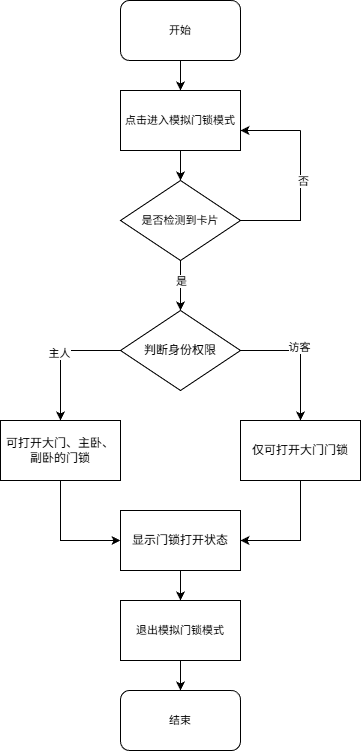 开始
点击进入模拟门锁模式
否
是否检测到卡片
是
主人
判断身份权限
访客
可打开大门、主卧、
副卧的门锁
仅可打开大门门锁
显示门锁打开状态
退出模拟门锁模式
结束